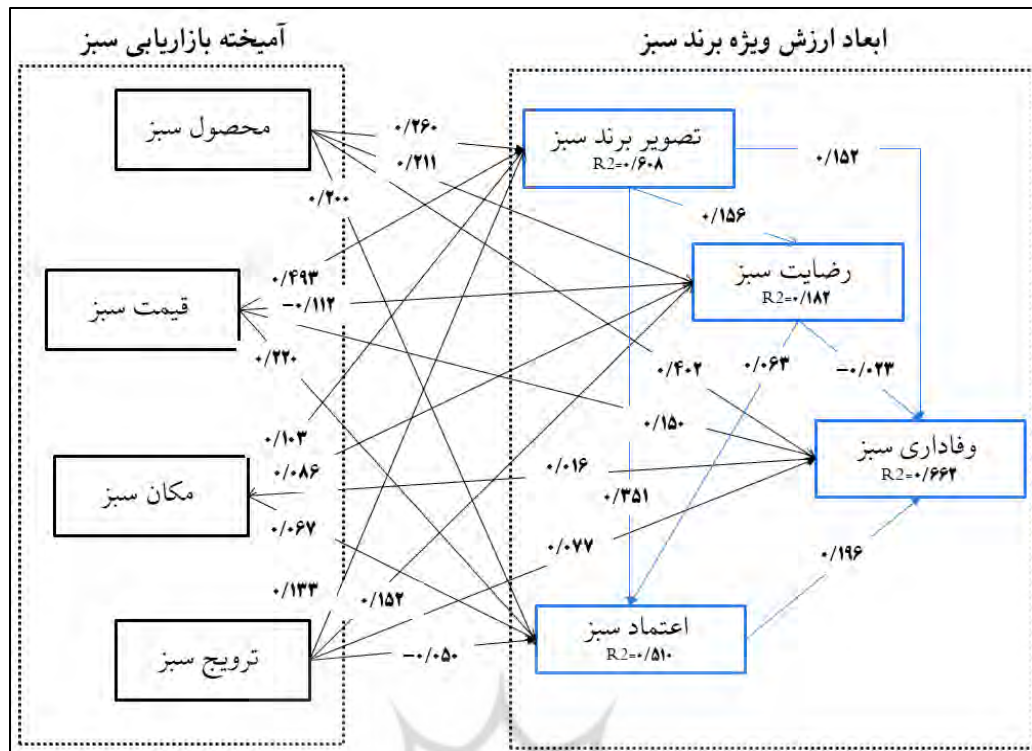 آمیخته بازاریابی سبز
ابعاد ارزش ویژه برند سبز
محصول سبز
قیمت سبز
مکان سبز
ترویج سبز
تصویر برند سبز
R2=۰/۶۰۸
رضایت سبز
R2=۰/۱۸۲
وفاداری سبز
R2=۰/۶۶۲
اعتماد سبز
R2=۰/۵۱۰
۰/۲۶۰
۰/۲۱۱
۰/۲۰۰
۰/۴۹۳
-۰/۱۱۲
۰/۲۲۰
۰/۱۰۳
۰/۰۸۶
۰/۰۶۷
۰/۱۳۳
۰/۱۵۲
-۰/۰۵۰
۰/۴۰۲
۰/۱۵۰
۰/۰۱۶
۰/۰۷۷
۰/۱۵۲
۰/۱۵۶
۰/۰۶۳
-۰/۰۲۳
۰/۳۵۱
۰/۱۹۶